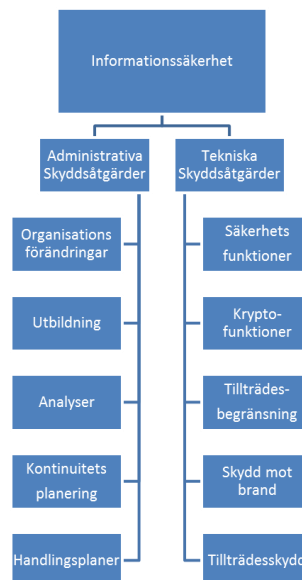 Informationssäkerhet
Administrativa
Skyddsåtgärder
Tekniska
Skyddsåtgärder
Organisations
förändringar
Utbildning
Analyser
Kontinuitets
planering
Handlingsplaner
Säkerhets
funktioner
Krypto-
funktioner
Tillträdes-
begränsning
Skydd mot
brand
Tillträdesskydd